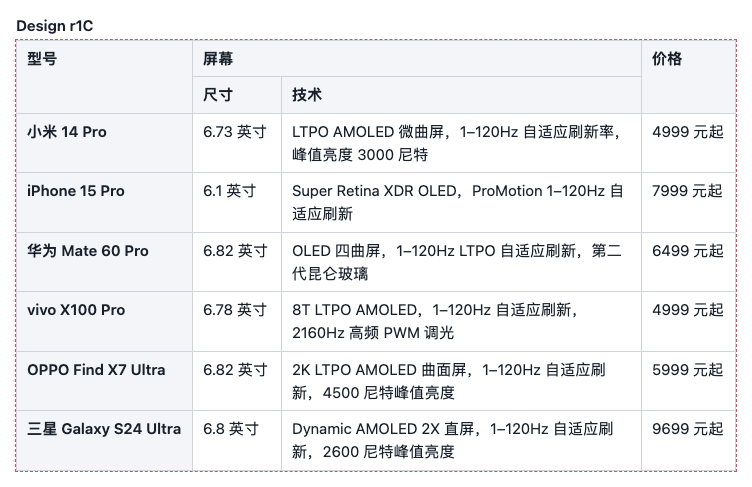 Design r1C
型号 屏幕 价格
尺寸 技术
小米 14 Pro 6.73 英寸 LTPO AMOLED 微曲屏，1–120Hz 自适应刷新率， 4999 元起
峰值亮度 3000 尼特
iPhone 15 Pro 6.1 英寸 Super Retina XDR OLED，ProMotion 1–120Hz 自 7999 元起
适应刷新
华为 Mate 60 Pro 6.82 英寸 OLED 四曲屏，1–120Hz LTPO 自适应刷新，第二 6499 元起
代昆仑玻璃
vivo X100 Pro 6.78 英寸 8T LTPO AMOLED，1–120Hz 自适应刷新， 4999 元起
2160Hz 高频 PWM 调光
OPPO Find X7 Ultra 6.82 英寸 2K LTPO AMOLED 曲面屏，1–120Hz 自适应刷 5999 元起
新，4500 尼特峰值亮度
三星 Galaxy S24 Ultra 6.8 英寸 Dynamic AMOLED 2X 直屏，1–120Hz 自适应刷 9699 元起
新，2600 尼特峰值亮度